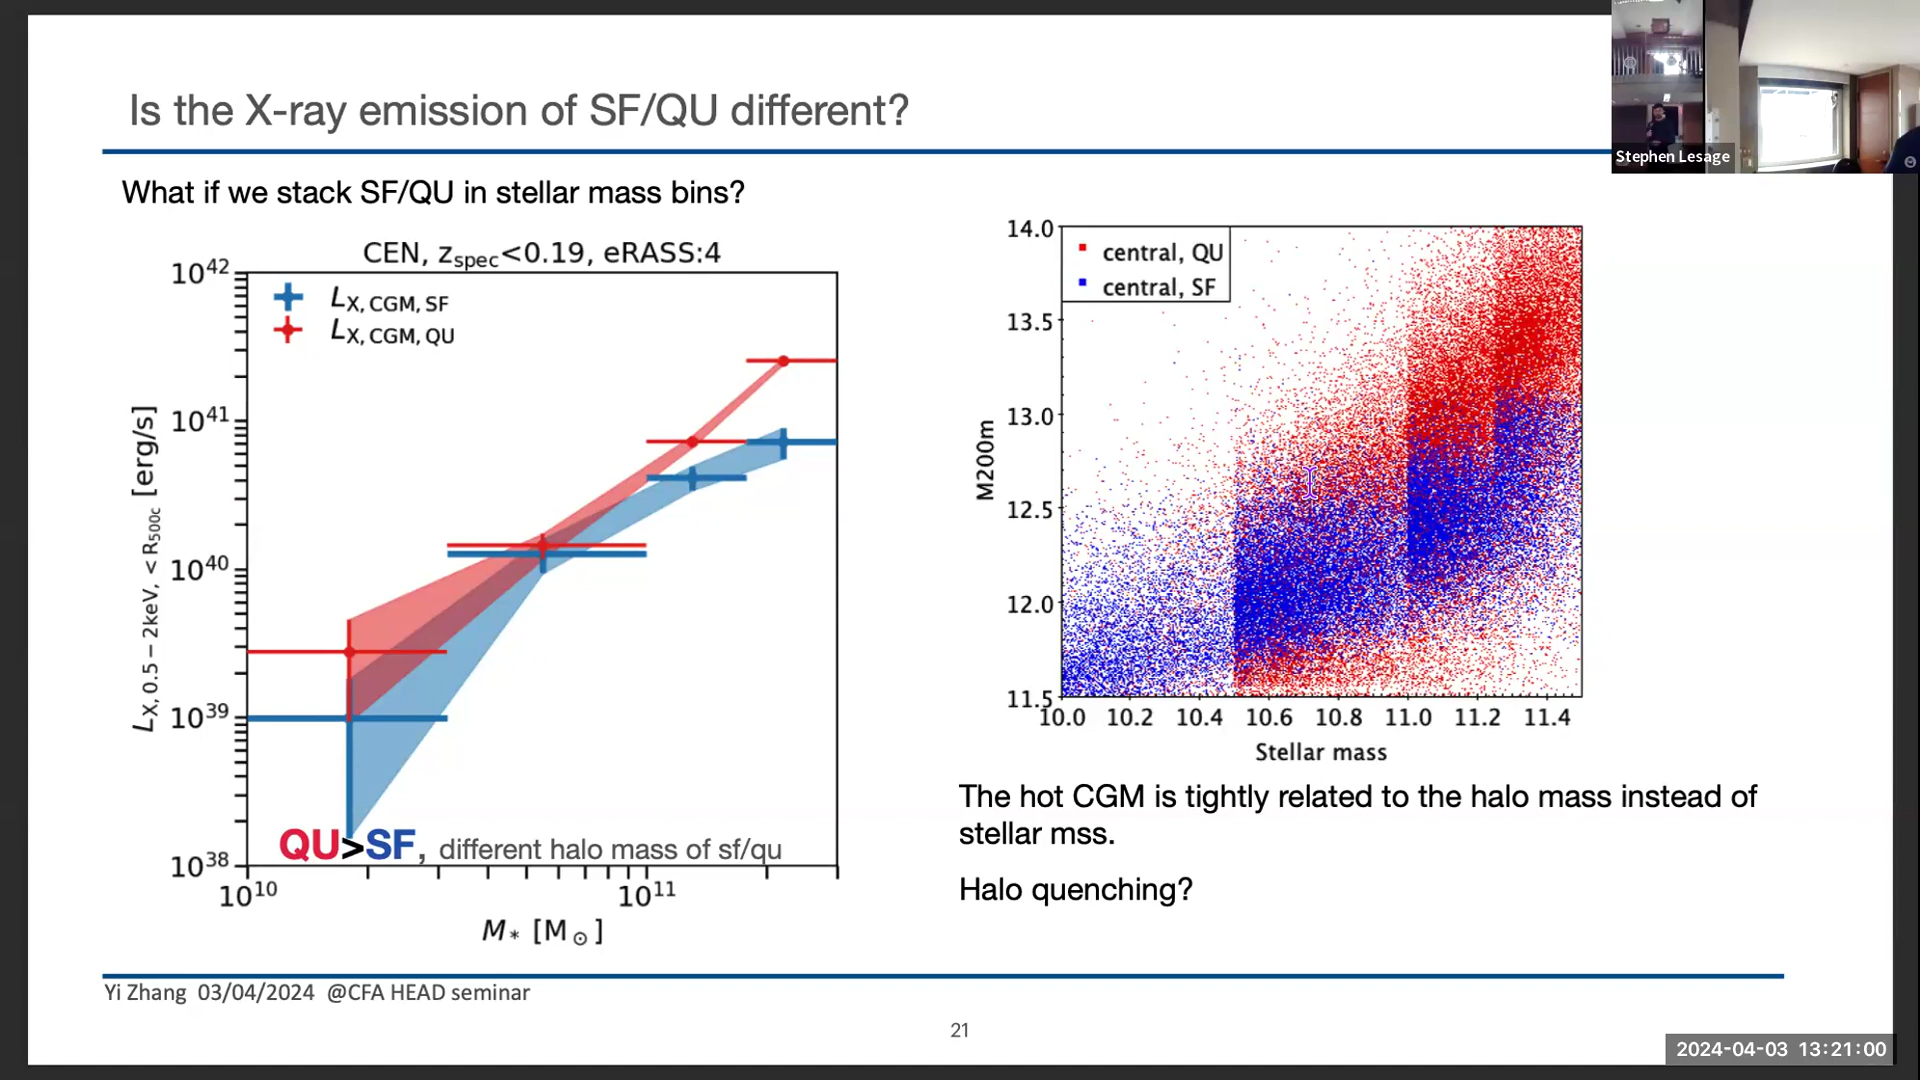 Is the X-ray emission of SF/QU different?
Stephen Lesage
What if we stack SF/QU in stellar mass bins?
CEN, z_spec<0.19, eRASS:4
10^42
10^41
10^40
10^39
10^38
L_X, CGM, SF
L_X, CGM, QU
L_X, 0.5 − 2keV, < R_500c [erg/s]
QU>SF, different halo mass of sf/qu
10^10 10^11
M_* [M_⊙]
central, QU
central, SF
14.0
13.5
13.0
12.5
12.0
11.5
M200m
10.0 10.2 10.4 10.6 10.8 11.0 11.2 11.4
Stellar mass
The hot CGM is tightly related to the halo mass instead of
stellar mss.
Halo quenching?
Yi Zhang 03/04/2024 @CFA HEAD seminar
21
2024-04-03 13:21:00